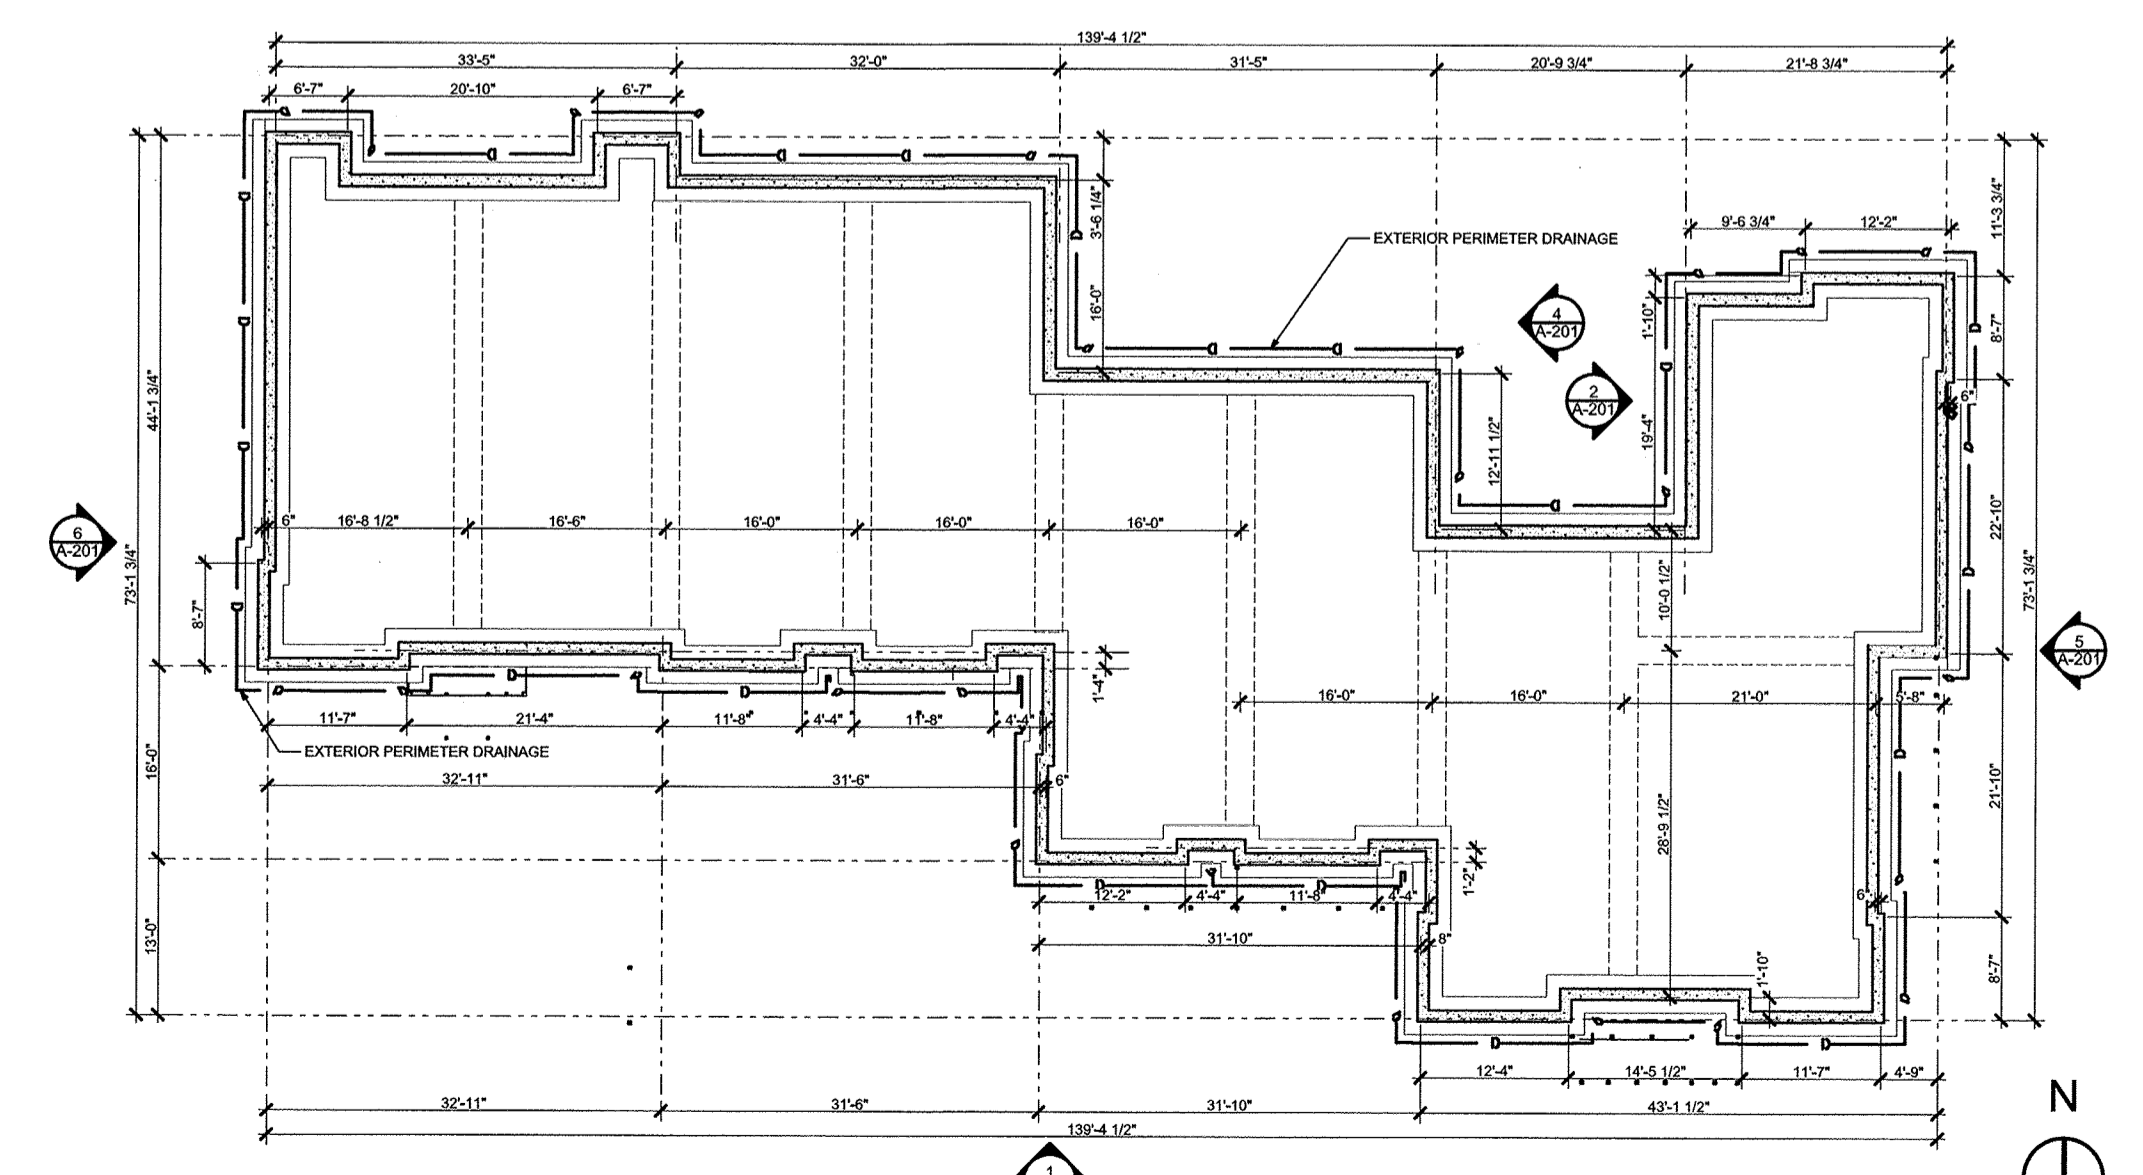 139'-4 1/2"
33'-5" 32'-0" 31'-5" 20'-9 3/4" 21'-8 3/4"
6'-7" 20'-10" 6'-7"
3'-6 1/4"
11'-3 3/4"
9'-6 3/4" 12'-2"
EXTERIOR PERIMETER DRAINAGE
16'-0"
1'-10"
8'-7"
4
A-201
2
A-201
6"
44'-1 3/4"
19'-4"
12'-11 1/2"
6" 16'-8 1/2" 16'-6" 16'-0" 16'-0" 16'-0"
22'-10"
6
A-201
73'-1 3/4"
73'-1 3/4"
10'-0 1/2"
8'-7"
5
A-201
1'-4"
16'-0" 16'-0" 21'-0" 5'-8"
11'-7" 21'-4" 11'-8" 4'-4" 11'-8" 4'-4"
EXTERIOR PERIMETER DRAINAGE
16'-0"
32'-11" 31'-6" 6"
21'-10"
28'-9 1/2"
1'-2"
12'-2" 4'-4" 11'-8" 4'-4"
6"
13'-0"
31'-10" 8"
1'-10"
8'-7"
12'-4" 14'-5 1/2" 11'-7" 4'-9"
32'-11" 31'-6" 31'-10" 43'-1 1/2"
139'-4 1/2"
N
1